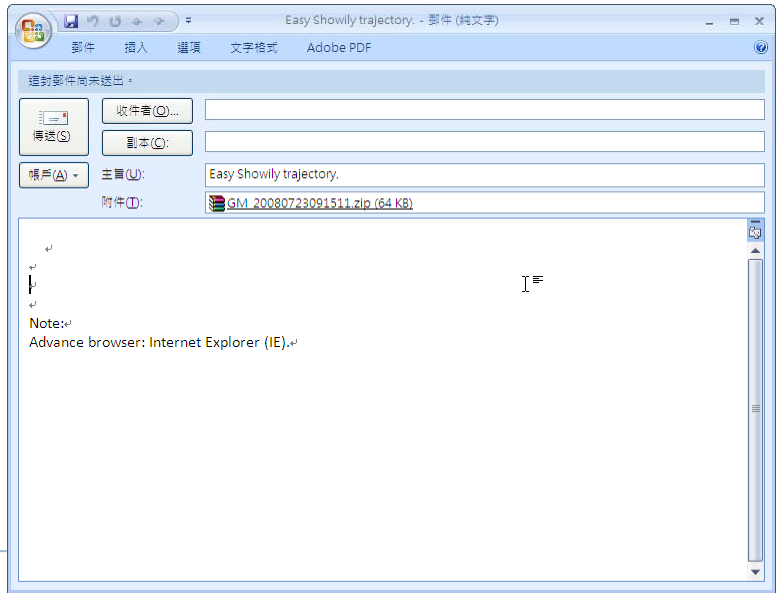 Easy Showily trajectory. - 郵件 (純文字)
郵件 插入 選項 文字格式 Adobe PDF
這封郵件尚未送出。
傳送(S)
收件者(O)...
副本(C):
帳戶(A)
主旨(U): Easy Showily trajectory.
附件(T): GM_20080723091511.zip (64 KB)
Note:
Advance browser: Internet Explorer (IE).